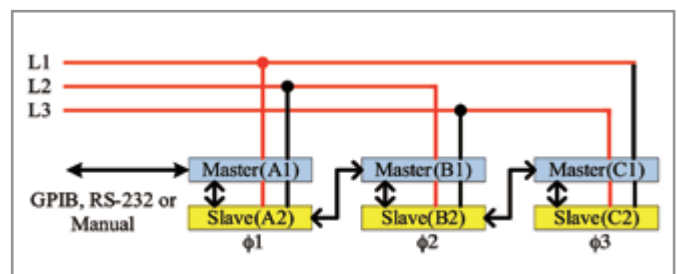 L1
L2
L3
Master(A1) Master(B1) Master(C1)
GPIB, RS-232 or
Manual
Slave(A2) Slave(B2) Slave(C2)
ϕ1 ϕ2 ϕ3